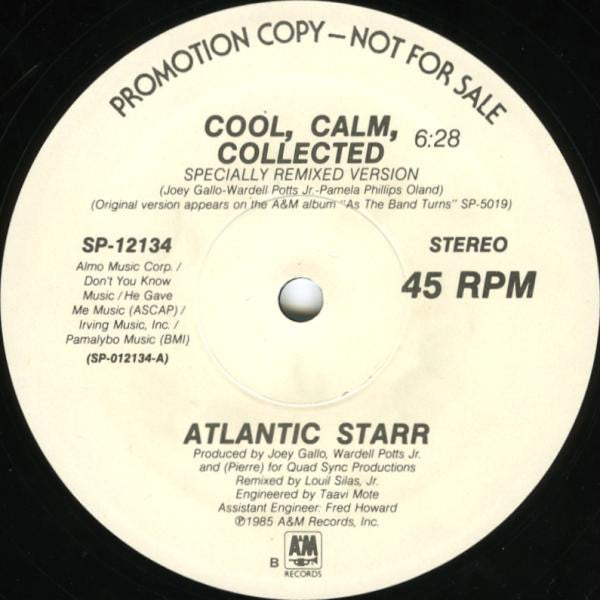 PROMOTION COPY—NOT FOR SALE
COOL, CALM,
COLLECTED 6:28
SPECIALLY REMIXED VERSION
(Joey Gallo-Wardell Potts Jr.-Pamela Phillips Oland)
(Original version appears on the A&M album "As The Band Turns" SP-5019)
SP-12134
Almo Music Corp. /
Don't You Know
Music / He Gave
Me Music (ASCAP) /
Irving Music, Inc. /
Pamalybo Music (BMI)
(SP-012134-A)
STEREO
45 RPM
ATLANTIC STARR
Produced by Joey Gallo, Wardell Potts Jr.
and (Pierre) for Quad Sync Productions
Remixed by Louil Silas, Jr.
Engineered by Taavi Mote
Assistant Engineer: Fred Howard
℗1985 A&M Records, Inc.
B
A&M
RECORDS